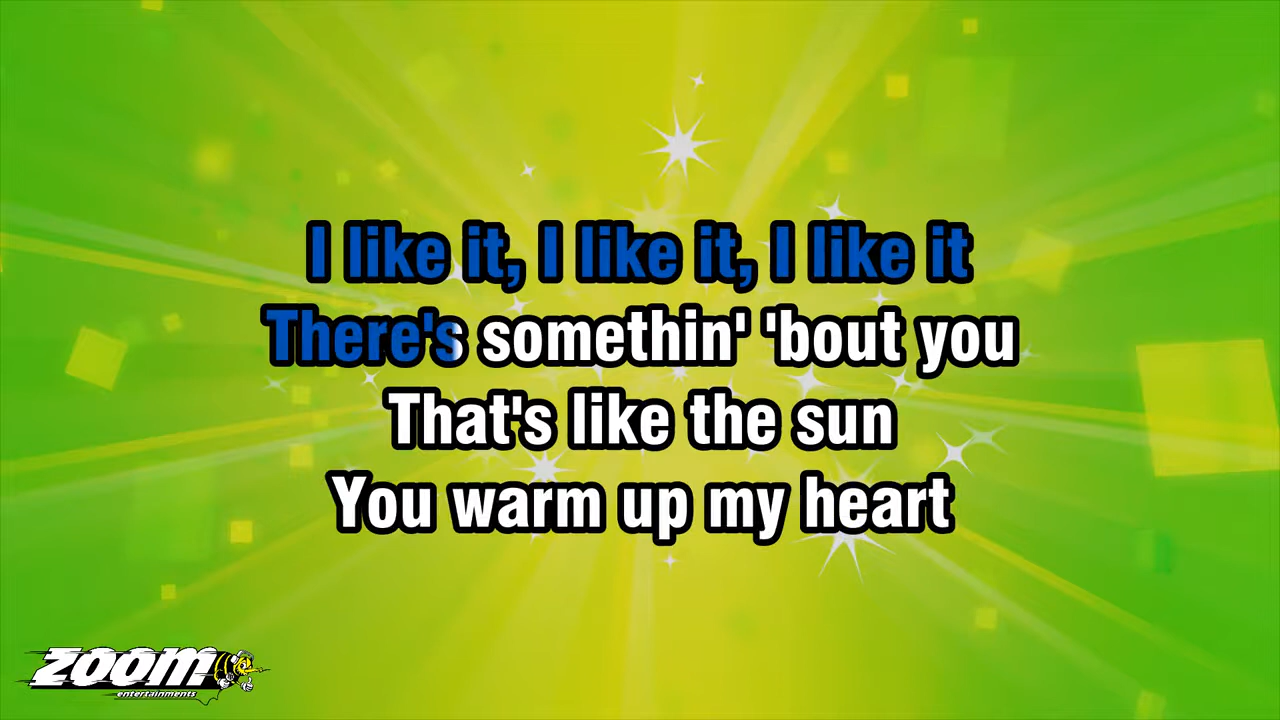 I like it, I like it, I like it
There's somethin' 'bout you
That's like the sun
You warm up my heart
zoom
entertainments